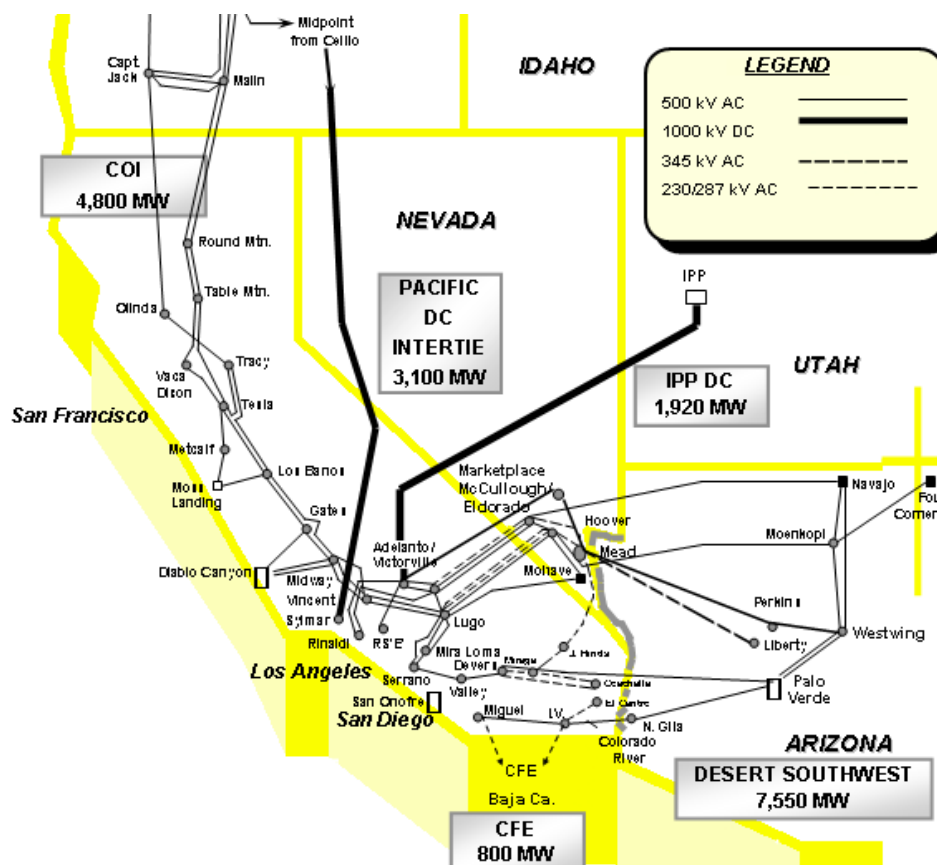 Midpoint
from Celilo
Capt.
Jack
Malin
IDAHO
LEGEND
500 kV AC
1000 kV DC
345 kV AC
230/287 kV AC
COI
4,800 MW
NEVADA
Round Mtn.
Table Mtn.
Olinda
PACIFIC
DC
INTERTIE
3,100 MW
IPP
UTAH
IPP DC
1,920 MW
Tracy
Vaca
Dixon
Tesla
San Francisco
Metcalf
Moss
Landing
Los Banos
Gates
Marketplace
McCullough/
Eldorado
Hoover
Navajo
Four
Corners
Moenkopi
Adelanto/
Victorville
Mead
Mohave
Diablo Canyon
Midway
Vincent
Sylmar
Rinaldi
RS'E'
Lugo
Perkins
Liberty
Westwing
Mira Loma
J. Hinds
Devers
Mirage
Los Angeles
Serrano
Valley
Coachella
Palo
Verde
San Onofre
San Diego
El Centro
Miguel
I.V.
N. Gila
Colorado
River
ARIZONA
CFE
Baja Ca.
DESERT SOUTHWEST
7,550 MW
CFE
800 MW